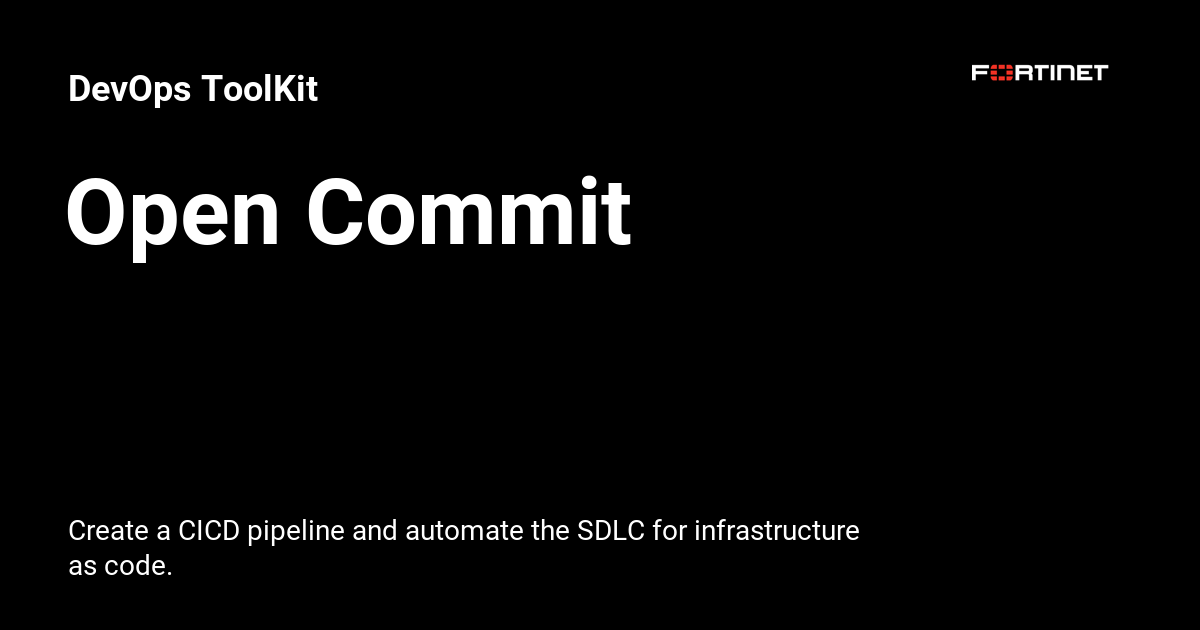 DevOps ToolKit
FORTINET
Open Commit
Create a CICD pipeline and automate the SDLC for infrastructure
as code.